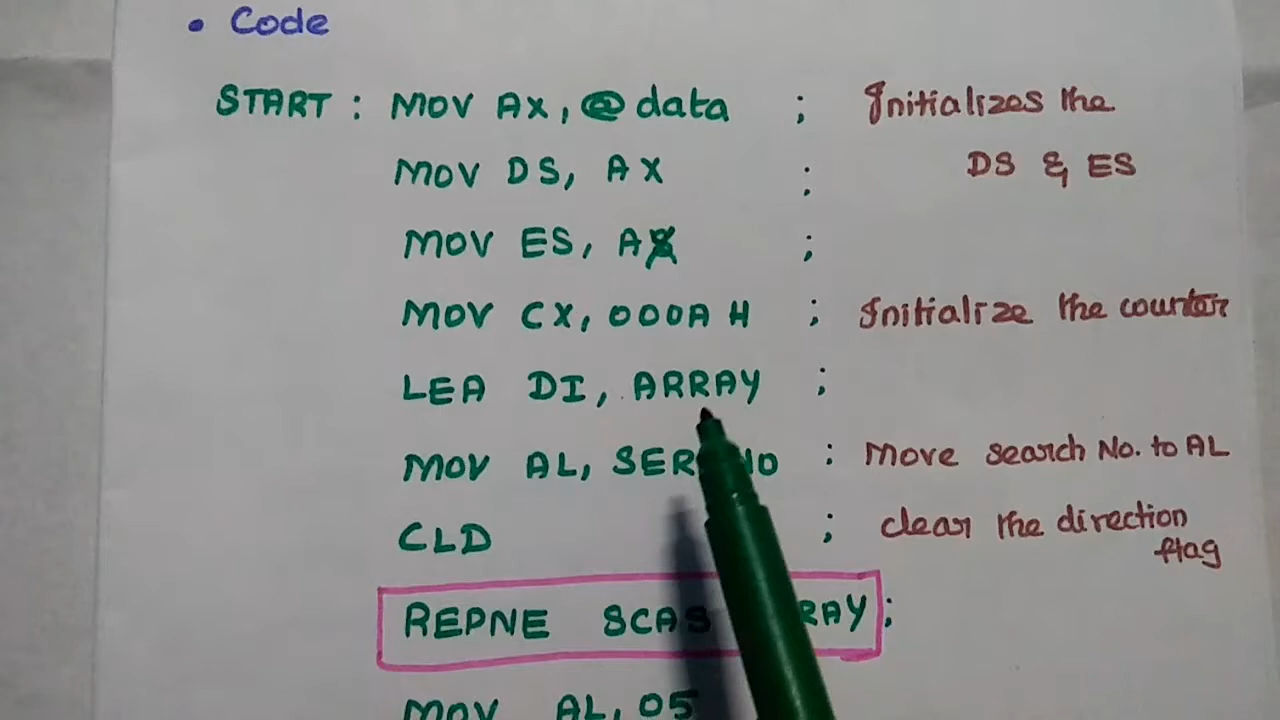 • Code
START : MOV AX, @ data ; Initializes the
MOV DS, AX ; DS & ES
MOV ES, AX ;
MOV CX, 000A H ; Initialize the counter
LEA DI, ARRAY ;
MOV AL, ; Move search No. to AL
CLD ; clear the direction
flag
REPNE ;
MOV AL, 05